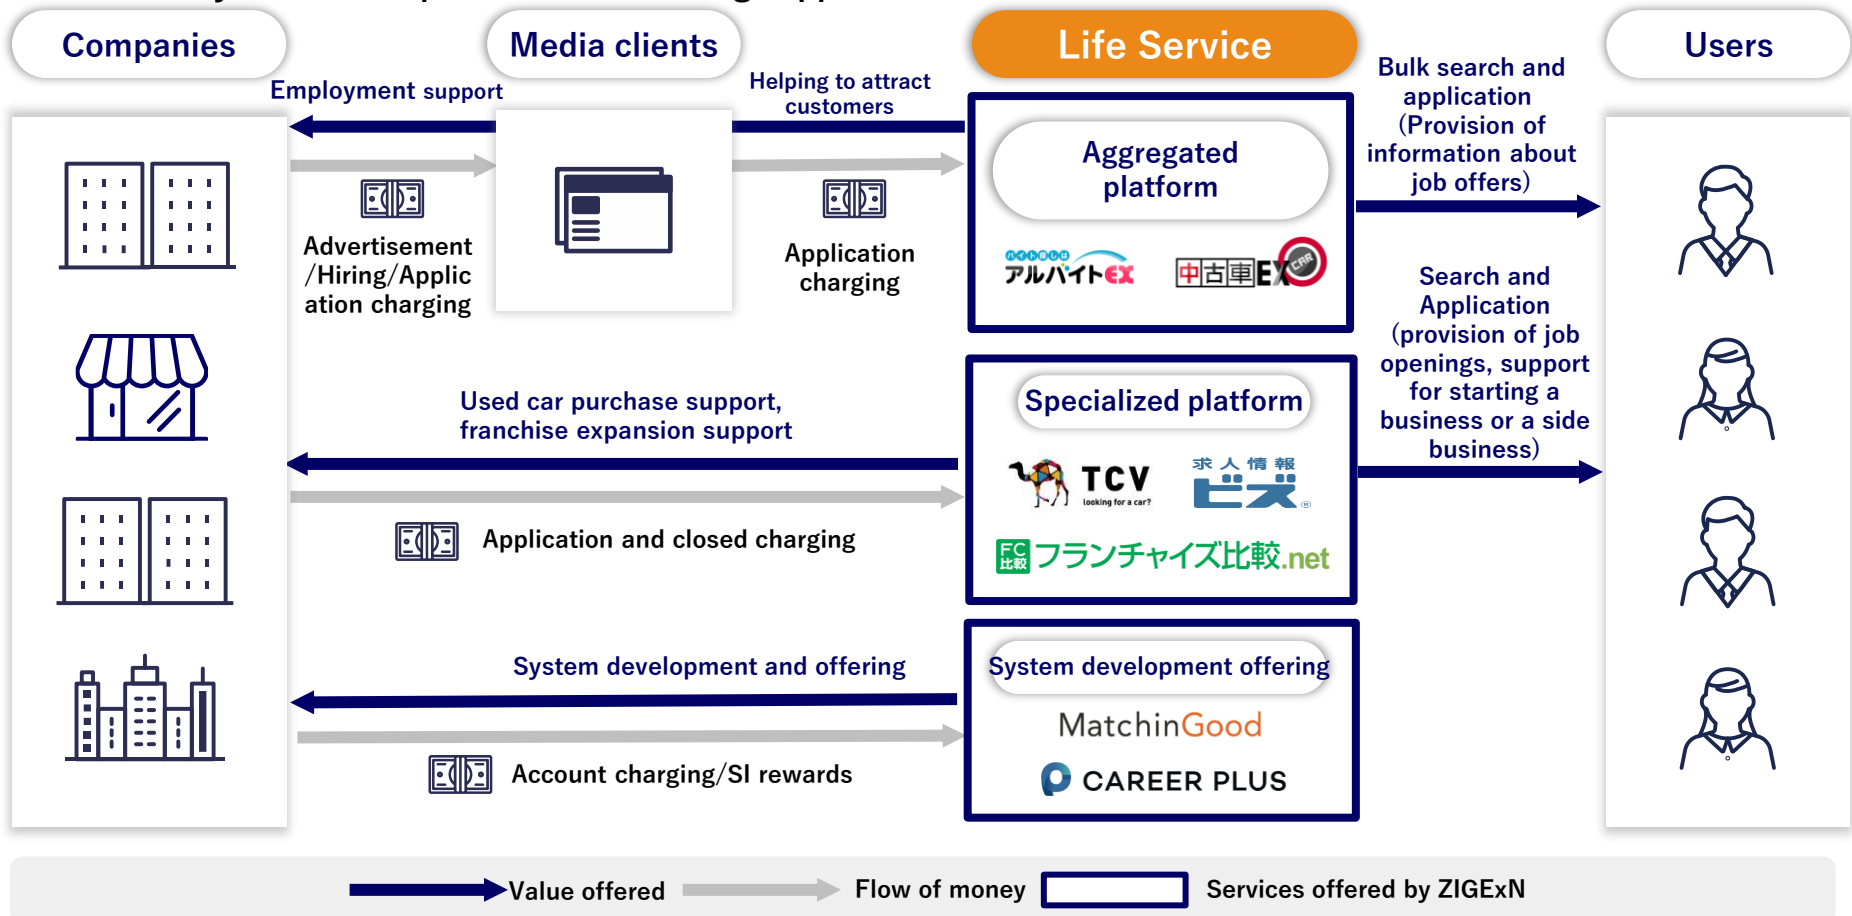 Companies
Media clients
Life Service
Users
Employment support
Helping to attract
customers
Bulk search and
application
(Provision of
information about
job offers)
Advertisement
/Hiring/Applic
ation charging
Application
charging
Aggregated
platform
バイト探しは
アルバイトEX
中古車EX
CAR
Search and
Application
(provision of job
openings, support
for starting a
business or a side
business)
Used car purchase support,
franchise expansion support
Application and closed charging
Specialized platform
TCV
looking for a car?
求人情報
ビズ®
FC
比較
フランチャイズ比較.net
System development and offering
Account charging/SI rewards
System development offering
MatchinGood
CAREER PLUS
Value offered
Flow of money
Services offered by ZIGExN